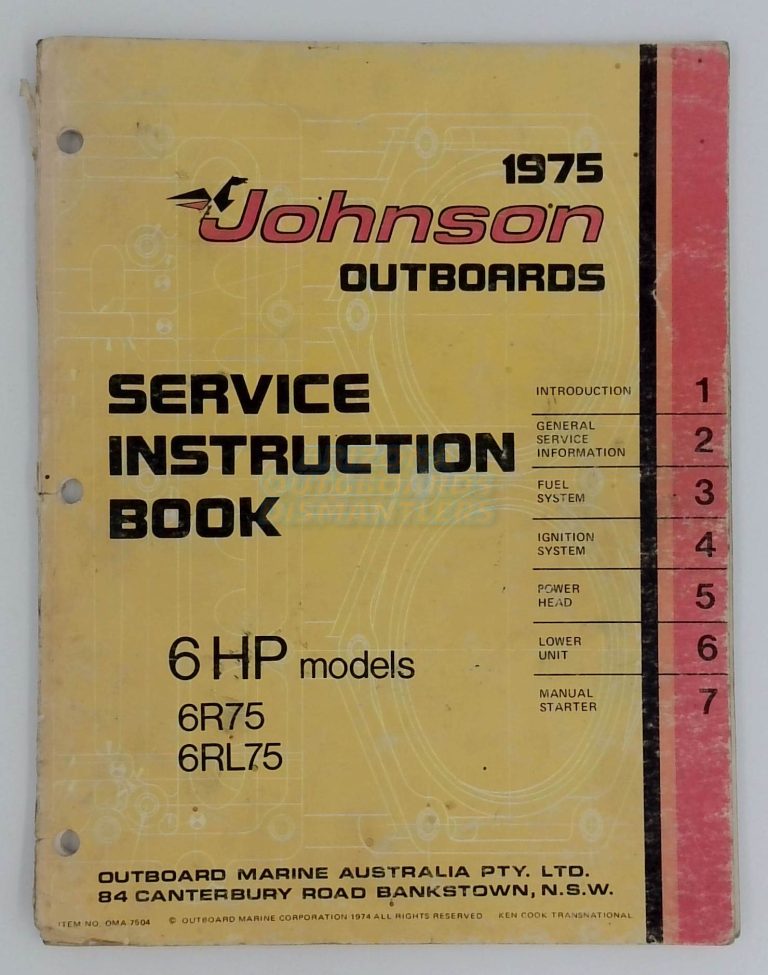 1975
Johnson
OUTBOARDS
SERVICE
INSTRUCTION
BOOK
INTRODUCTION 1
GENERAL
SERVICE
INFORMATION 2
FUEL
SYSTEM 3
IGNITION
SYSTEM 4
POWER
HEAD 5
LOWER
UNIT 6
MANUAL
STARTER 7
6 HP models
6R75
6RL75
OUTBOARD MARINE AUSTRALIA PTY. LTD.
84 CANTERBURY ROAD BANKSTOWN, N.S.W.
ITEM NO. OMA 7504 © OUTBOARD MARINE CORPORATION 1974 ALL RIGHTS RESERVED KEN COOK TRANSNATIONAL
OUTBOARDS
DISMANTLERS